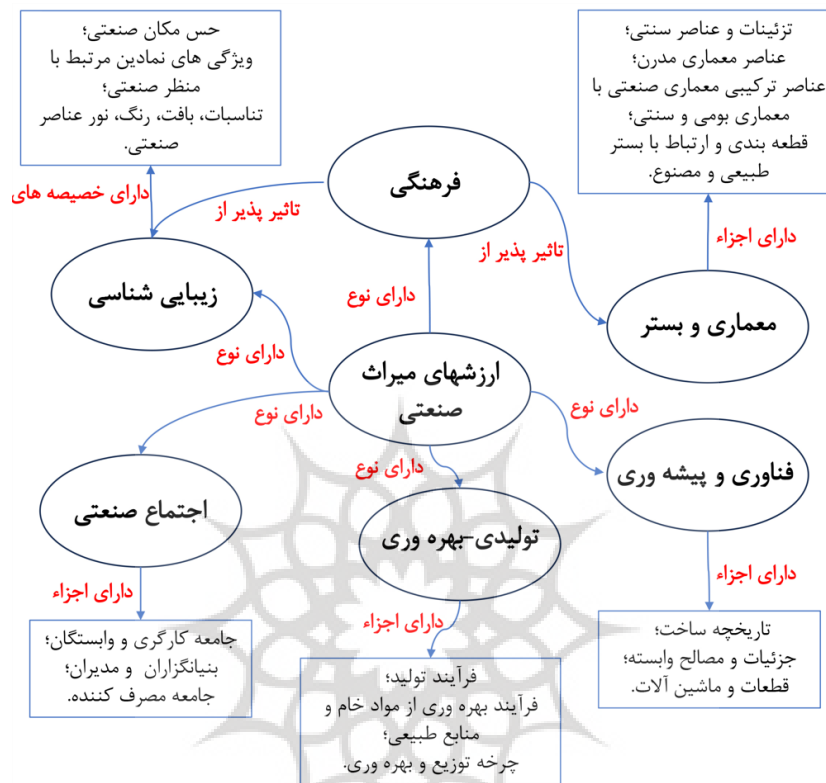 تزئینات و عناصر سنتی؛
عناصر معماری مدرن؛
عناصر ترکیبی معماری صنعتی با
معماری بومی و سنتی؛
قطعه بندی و ارتباط با بستر
طبیعی و مصنوع.
حس مکان صنعتی؛
ویژگی های نمادین مرتبط با
منظر صنعتی؛
تناسبات، بافت، رنگ، نور عناصر
صنعتی.
دارای اجزاء
دارای خصیصه های
فرهنگی
تاثیر پذیر از
تاثیر پذیر از
معماری و بستر
زیبایی شناسی
دارای نوع
ارزشهای میراث
صنعتی
دارای نوع
دارای نوع
دارای نوع
دارای نوع
فناوری و پیشه وری
تولیدی-بهره وری
اجتماع صنعتی
دارای اجزاء
دارای اجزاء
دارای اجزاء
تاریخچه ساخت؛
جزئیات و مصالح وابسته؛
قطعات و ماشین آلات.
فرآیند تولید؛
فرآیند بهره وری از مواد خام و
منابع طبیعی؛
چرخه توزیع و بهره وری.
جامعه کارگری و وابستگان؛
بنیانگزاران و مدیران؛
جامعه مصرف کننده.